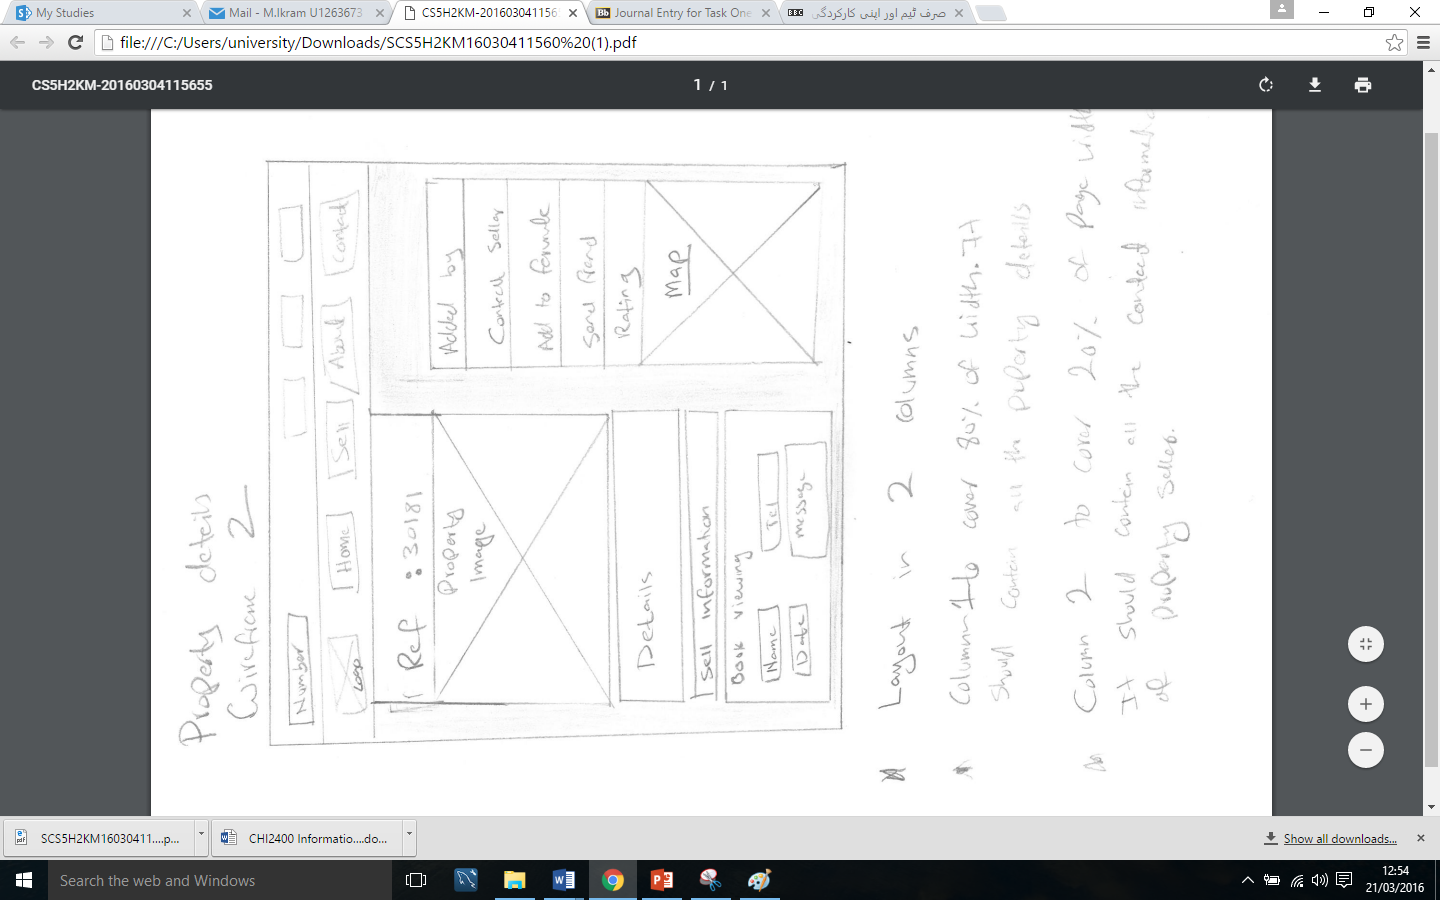 My Studies
Mail - M.Ikram U1263673
CS5H2KM-2016030411565
Journal Entry for Task One
صرف ٹیم اور اپنی کارکردگی
file:///C:/Users/university/Downloads/SCS5H2KM16030411560%20(1).pdf
CS5H2KM-20160304115655
1 / 1
Property details
Wireframe 2
Number
Logo
Home
Sell
About
Contact
Ref : 30181
Property
Image
Details
Sell Information
Book viewing
Name
Tel
Date
message
Added by
Add to
Send friend
Rating
Map
Layout in 2 columns
Column 1 to cover 80% of width. It
should contain all the property details
Column 2 to cover 20% of page width
It should contain all the contact
of property seller.
SCS5H2KM16030411....p...
CHI2400 Informatio....do...
Show all downloads...
Search the web and Windows
12:54
21/03/2016